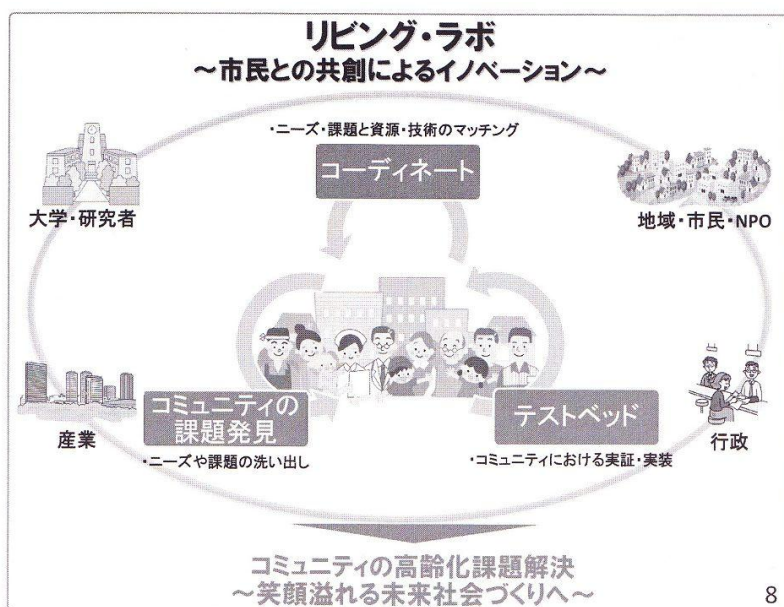 リビング・ラボ
～市民との共創によるイノベーション～
・ニーズ・課題と資源・技術のマッチング
コーディネート
大学・研究者
地域・市民・NPO
産業
コミュニティの
課題発見
・ニーズや課題の洗い出し
テストベッド
・コミュニティにおける実証・実装
行政
コミュニティの高齢化課題解決
～笑顔溢れる未来社会づくりへ～
8